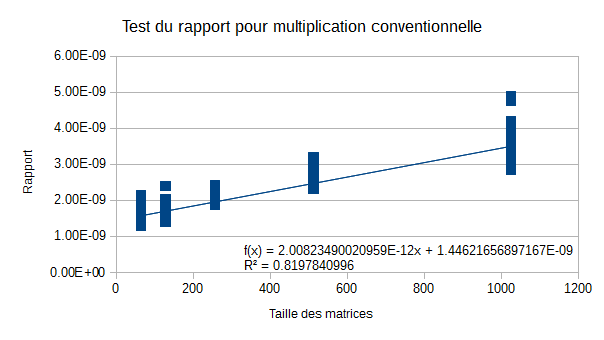 Test du rapport pour multiplication conventionnelle
6.00E-09
5.00E-09
4.00E-09
3.00E-09
2.00E-09
1.00E-09
0.00E+00
Rapport
f(x) = 2.00823490020959E-12x + 1.44621656897167E-09
R² = 0.8197840996
0 200 400 600 800 1000 1200
Taille des matrices